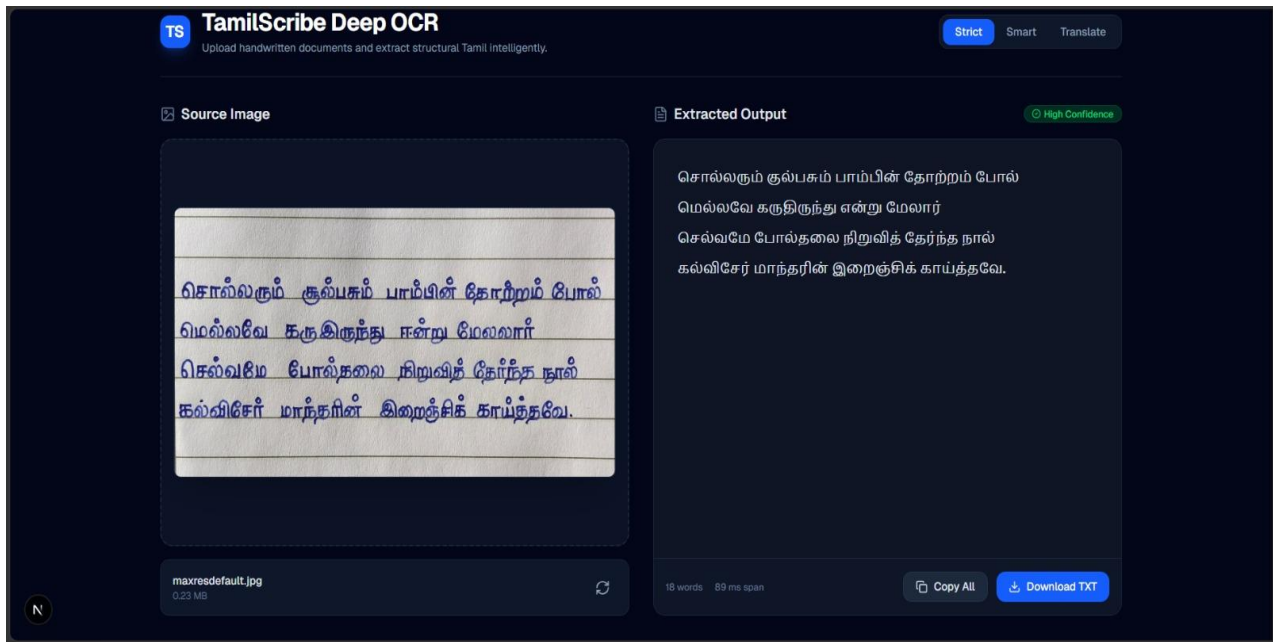 TS
TamilScribe Deep OCR
Upload handwritten documents and extract structural Tamil intelligently.
Strict Smart Translate
Source Image
சொல்லரும் சூல்பசும் பாம்பின் தோற்றம் போல்
மெல்லவே கருஇருந்து ஈன்று மேலலார்
செல்வமே போல்தலை நிறுவித் தேர்ந்த நூல்
கல்விசேர் மாந்தரின் இறைஞ்சிக் காய்த்தவே.
maxresdefault.jpg
0.23 MB
Extracted Output
High Confidence
சொல்லரும் குல்பசும் பாம்பின் தோற்றம் போல்
மெல்லவே கருதிருந்து என்று மேலார்
செல்வமே போல்தலை நிறுவித் தேர்ந்த நால்
கல்விசேர் மாந்தரின் இறைஞ்சிக் காய்த்தவே.
18 words 89 ms span
Copy All Download TXT
N